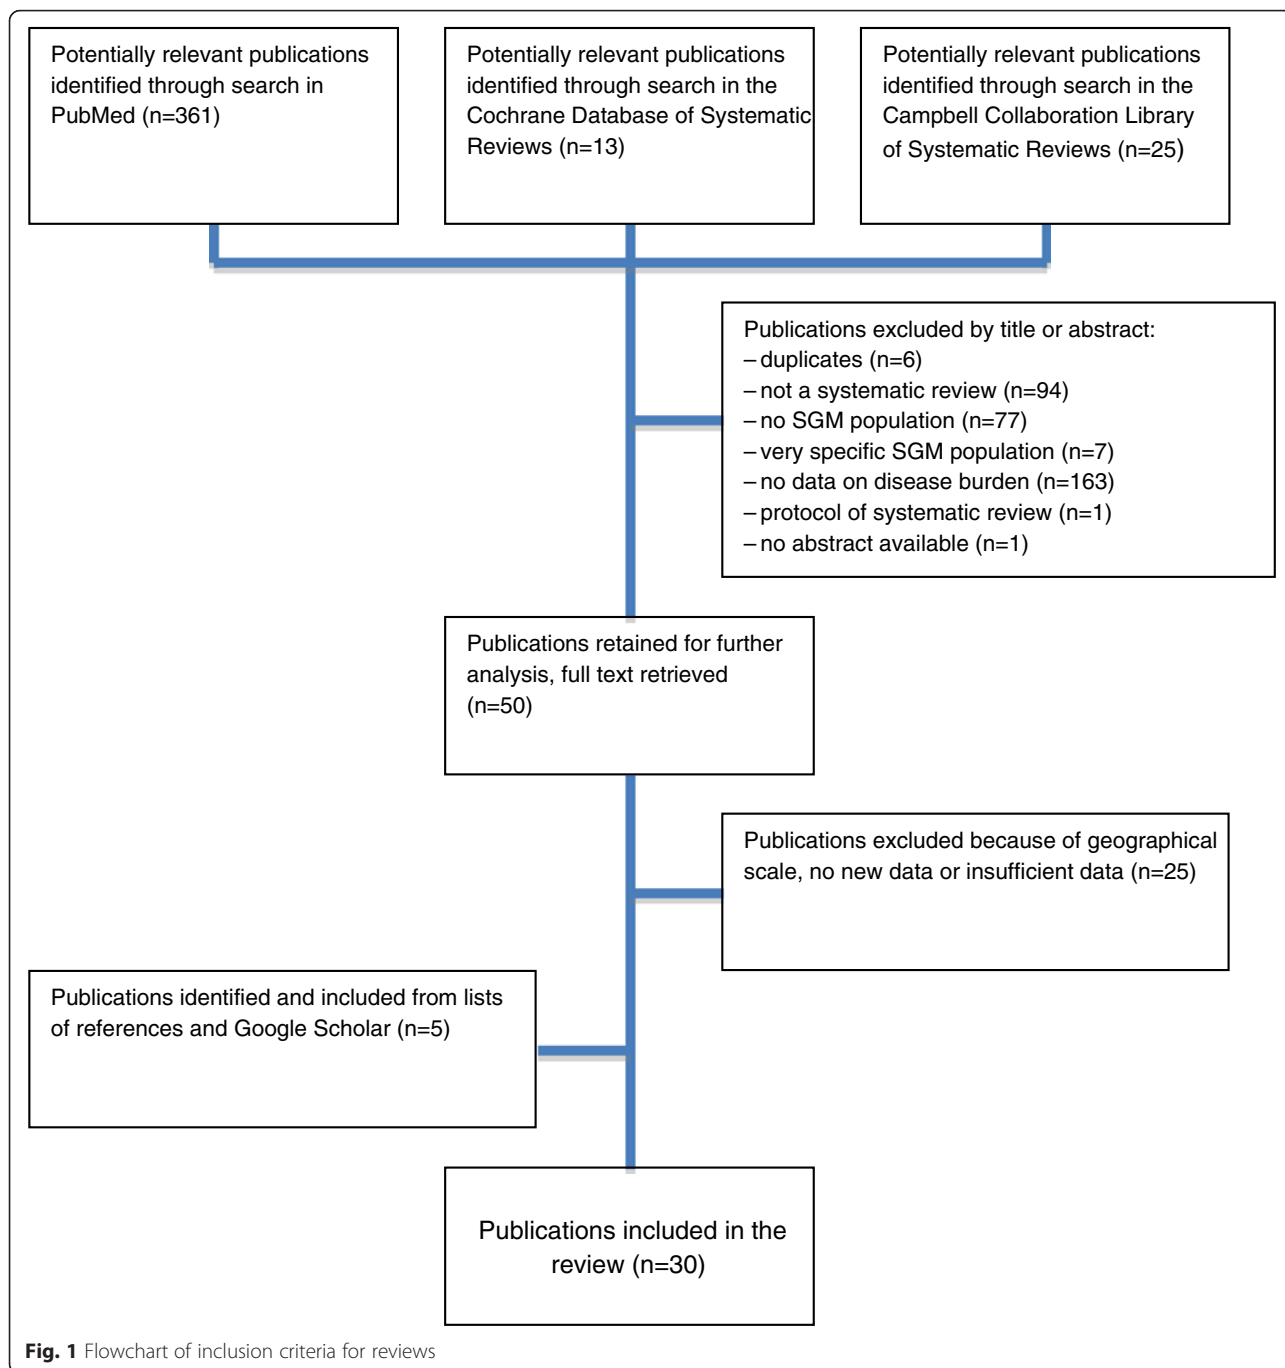 Potentially relevant publications
identified through search in
PubMed (n=361)
Potentially relevant publications
identified through search in the
Cochrane Database of Systematic
Reviews (n=13)
Potentially relevant publications
identified through search in the
Campbell Collaboration Library
of Systematic Reviews (n=25)
Publications excluded by title or abstract:
– duplicates (n=6)
– not a systematic review (n=94)
– no SGM population (n=77)
– very specific SGM population (n=7)
– no data on disease burden (n=163)
– protocol of systematic review (n=1)
– no abstract available (n=1)
Publications retained for further
analysis, full text retrieved
(n=50)
Publications excluded because of geographical
scale, no new data or insufficient data (n=25)
Publications identified and included from lists
of references and Google Scholar (n=5)
Publications included in the
review (n=30)
Fig. 1 Flowchart of inclusion criteria for reviews